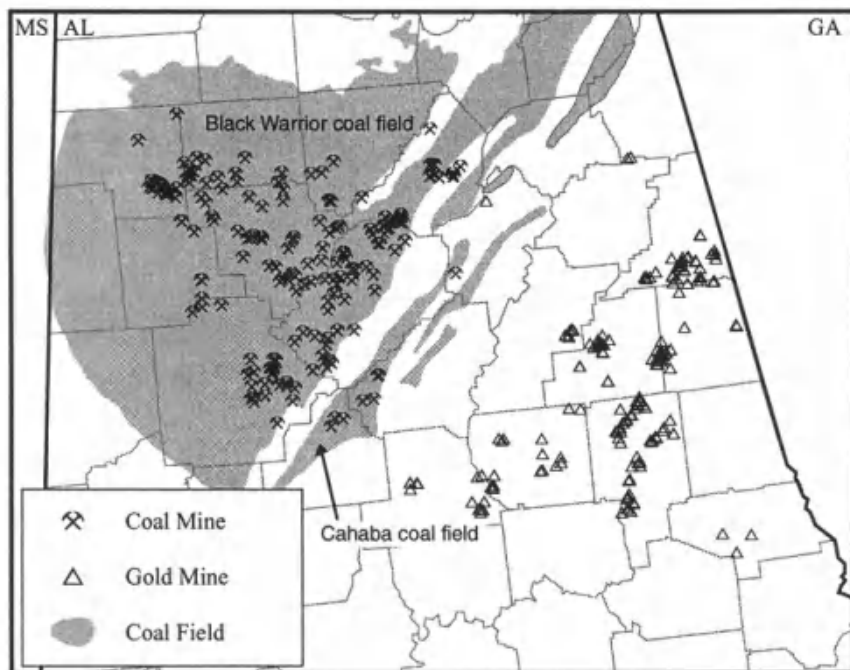 MS AL GA
Black Warrior coal field
Cahaba coal field
Coal Mine
Gold Mine
Coal Field